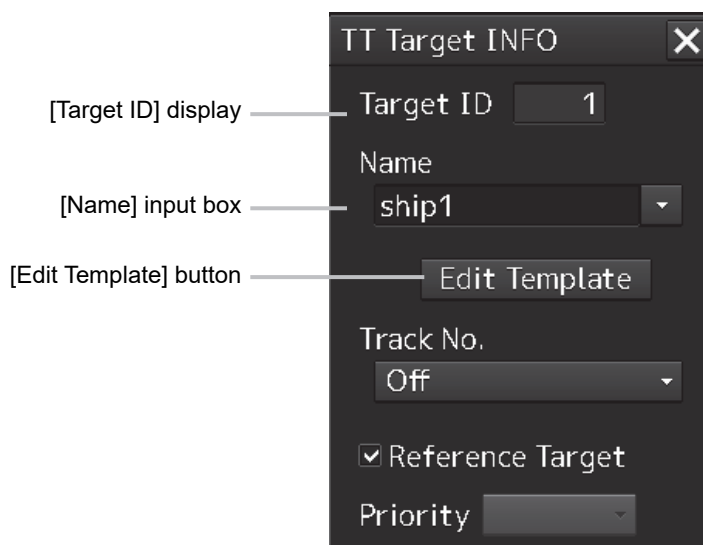 TT Target INFO
[Target ID] display
Target ID 1
Name
[Name] input box
ship1
[Edit Template] button
Edit Template
Track No.
Off
Reference Target
Priority